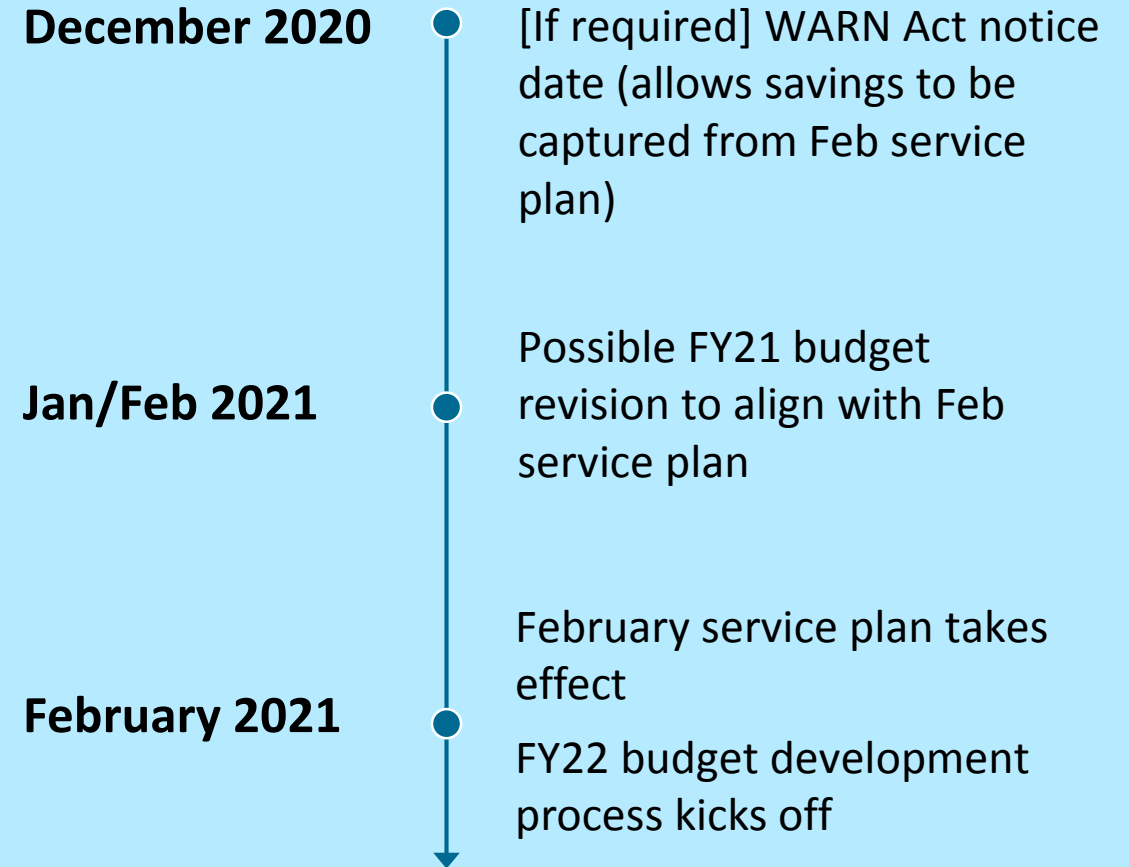 December 2020
[If required] WARN Act notice
date (allows savings to be
captured from Feb service
plan)
Jan/Feb 2021
Possible FY21 budget
revision to align with Feb
service plan
February 2021
February service plan takes
effect
FY22 budget development
process kicks off